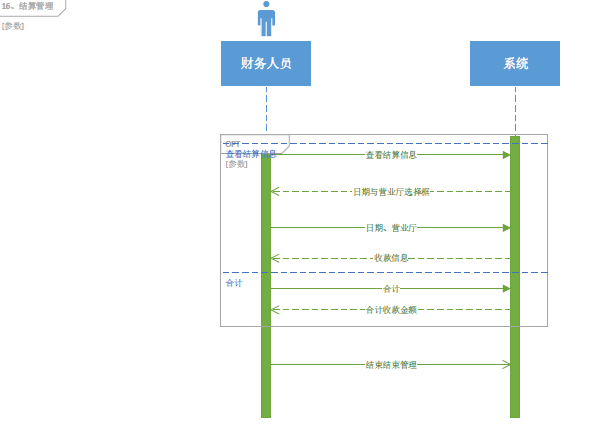 16、结算管理
[参数]
财务人员
系统
OPT
查看结算信息
[参数]
查看结算信息
日期与营业厅选择框
日期、营业厅
收款信息
合计
合计
合计收款金额
结束结束管理